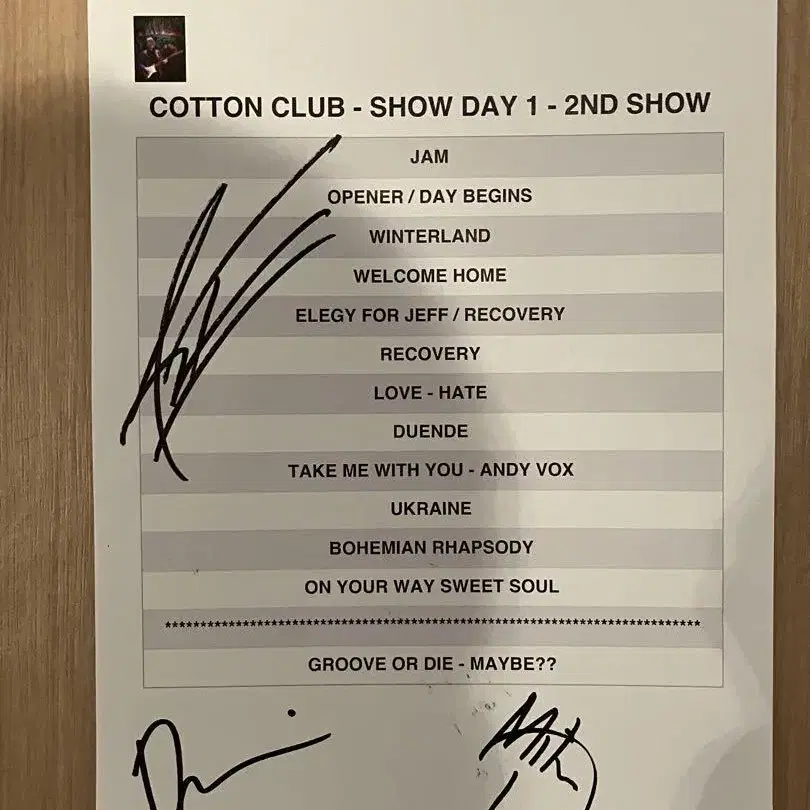 COTTON CLUB - SHOW DAY 1 - 2ND SHOW
JAM
OPENER / DAY BEGINS
WINTERLAND
WELCOME HOME
ELEGY FOR JEFF / RECOVERY
RECOVERY
LOVE - HATE
DUENDE
TAKE ME WITH YOU - ANDY VOX
UKRAINE
BOHEMIAN RHAPSODY
ON YOUR WAY SWEET SOUL
********************************************************************************
GROOVE OR DIE - MAYBE??